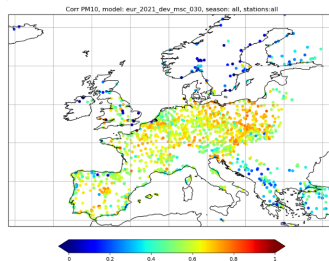 Corr PM10, model: eur_2021_dev_msc_030, season: all, stations:all
0 0.2 0.4 0.6 0.8 1